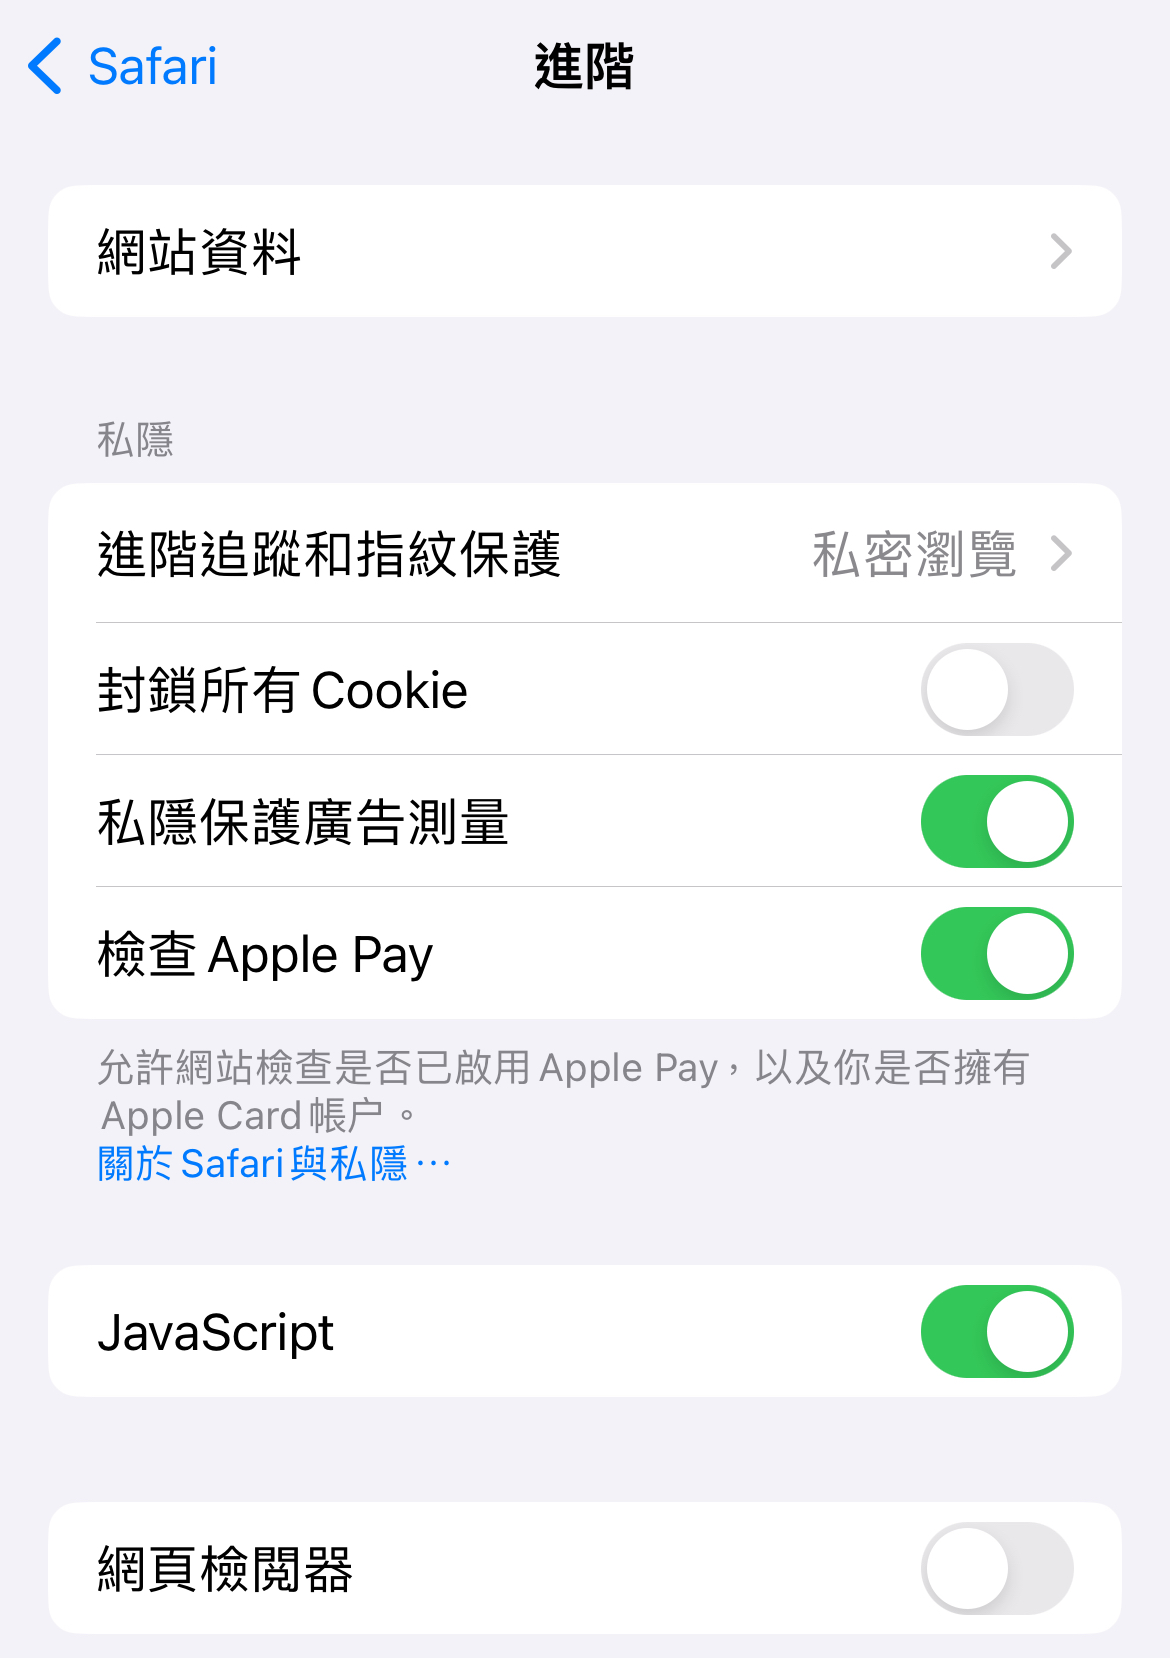 Safari
進階
網站資料
私隱
進階追蹤和指紋保護 私密瀏覽
封鎖所有 Cookie
私隱保護廣告測量
檢查 Apple Pay
允許網站檢查是否已啟用 Apple Pay，以及你是否擁有
Apple Card 帳户。
關於 Safari 與私隱⋯
JavaScript
網頁檢閲器